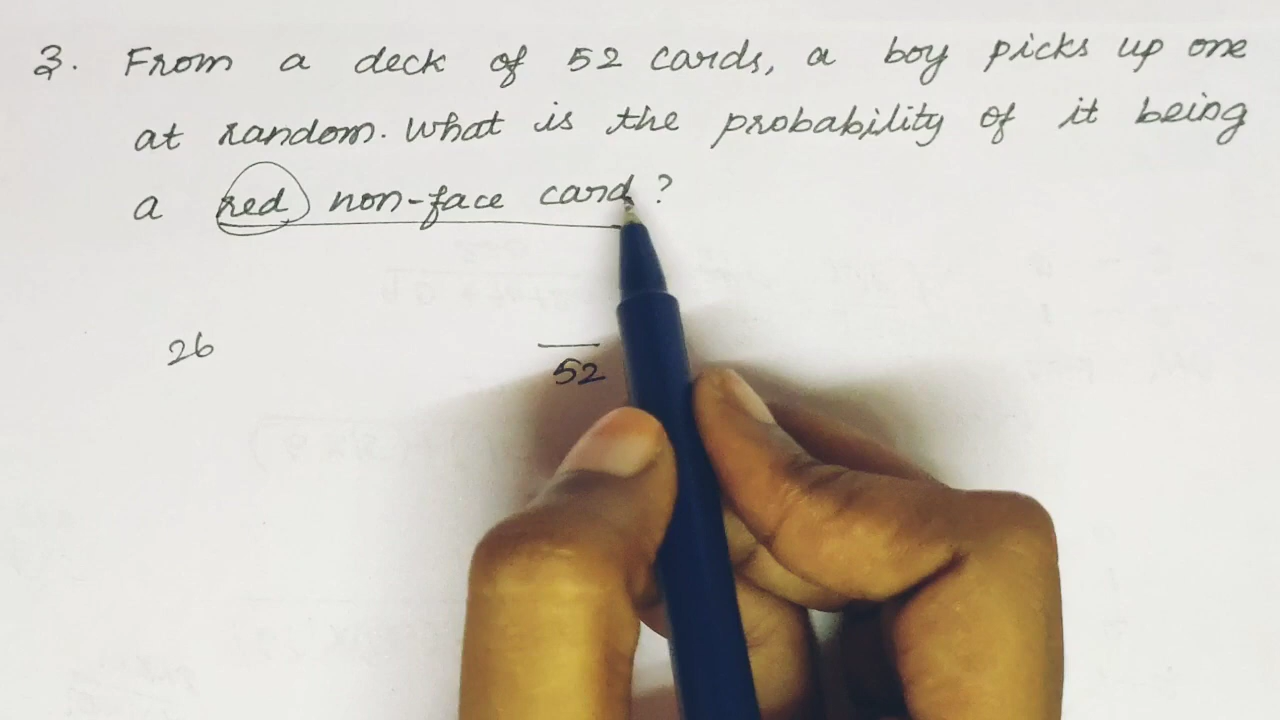 3. From a deck of 52 cards, a boy picks up one
at random. What is the probability of it being
a red non-face card?
26
52